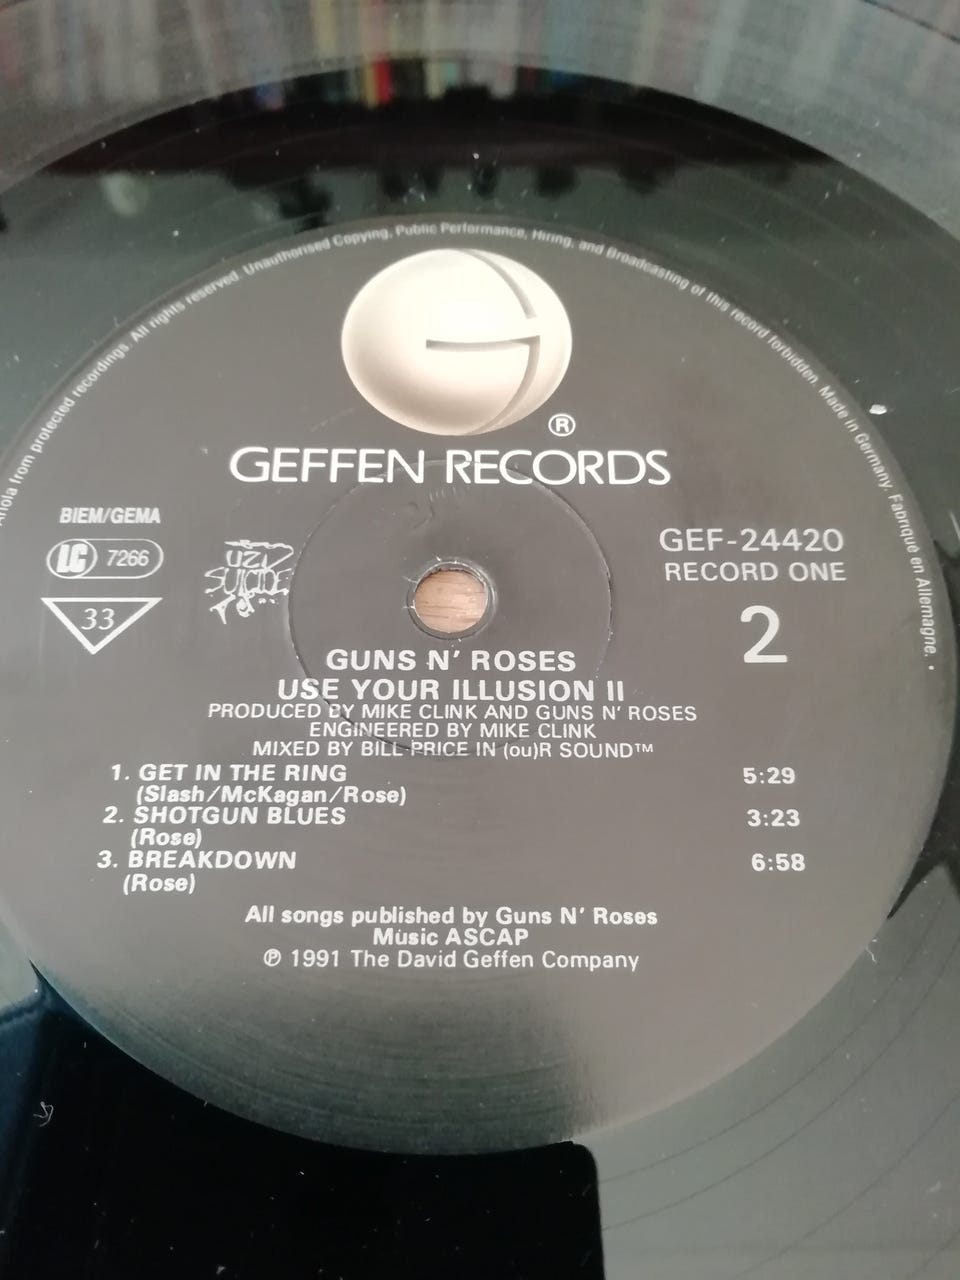 Ariola from protected recordings. All rights reserved. Unauthorised Copying, Public Performance, Hiring, and Broadcasting of this record forbidden. Made in Germany. Fabriqué en Allemagne. •
®
GEFFEN RECORDS
BIEM/GEMA
LC 7266
33
UZI
SUICIDE
GEF-24420
RECORD ONE
2
GUNS N' ROSES
USE YOUR ILLUSION II
PRODUCED BY MIKE CLINK AND GUNS N' ROSES
ENGINEERED BY MIKE CLINK
MIXED BY BILL PRICE IN (ou)R SOUND™
1. GET IN THE RING 5:29
(Slash/McKagan/Rose)
2. SHOTGUN BLUES 3:23
(Rose)
3. BREAKDOWN 6:58
(Rose)
All songs published by Guns N' Roses
Music ASCAP
℗ 1991 The David Geffen Company